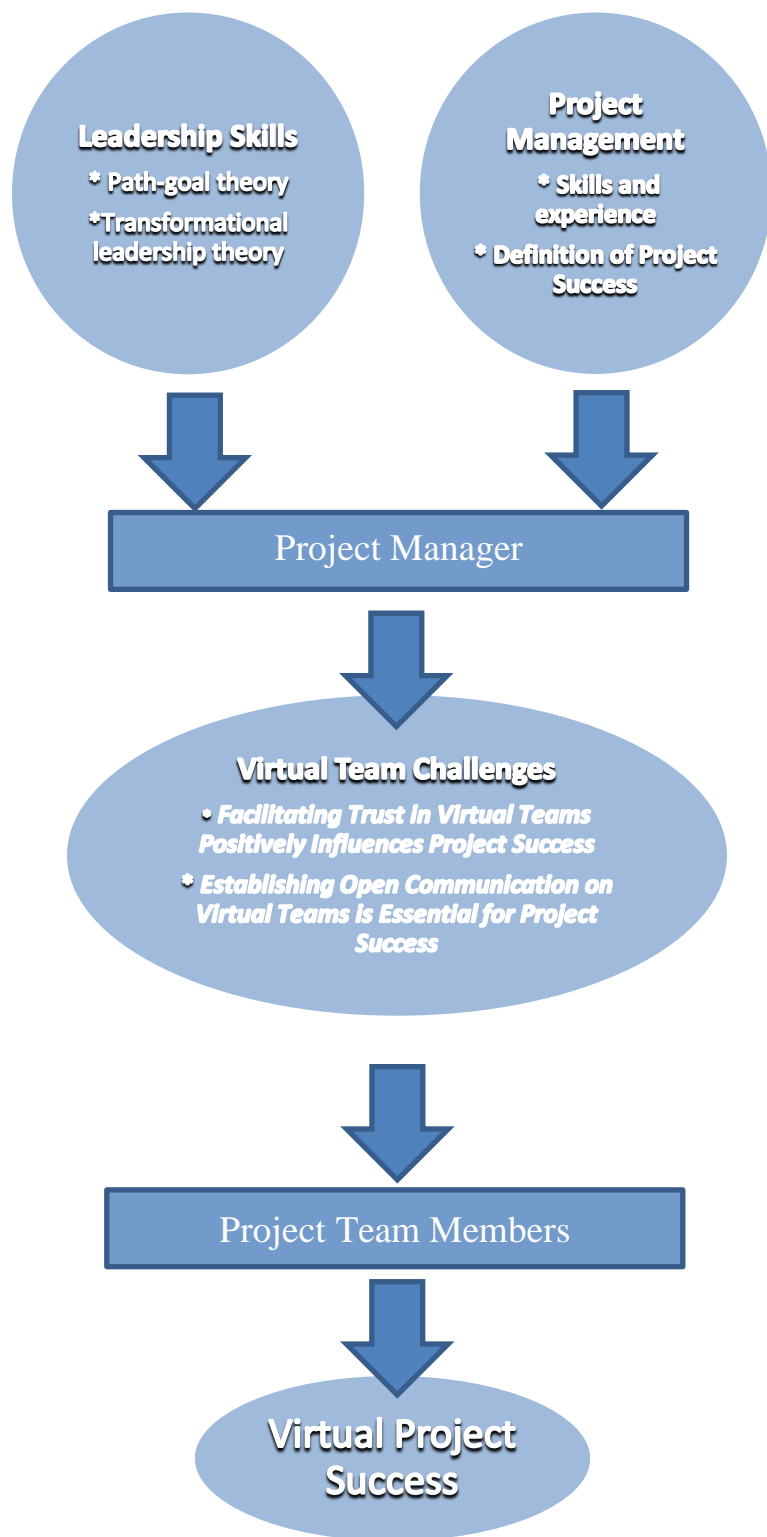 Leadership Skills
* Path-goal theory
*Transformational
leadership theory
Project
Management
* Skills and
experience
* Definition of Project
Success
Project Manager
Virtual Team Challenges
• Facilitating Trust in Virtual Teams
Positively Influences Project Success
* Establishing Open Communication on
Virtual Teams is Essential for Project
Success
Project Team Members
Virtual Project
Success